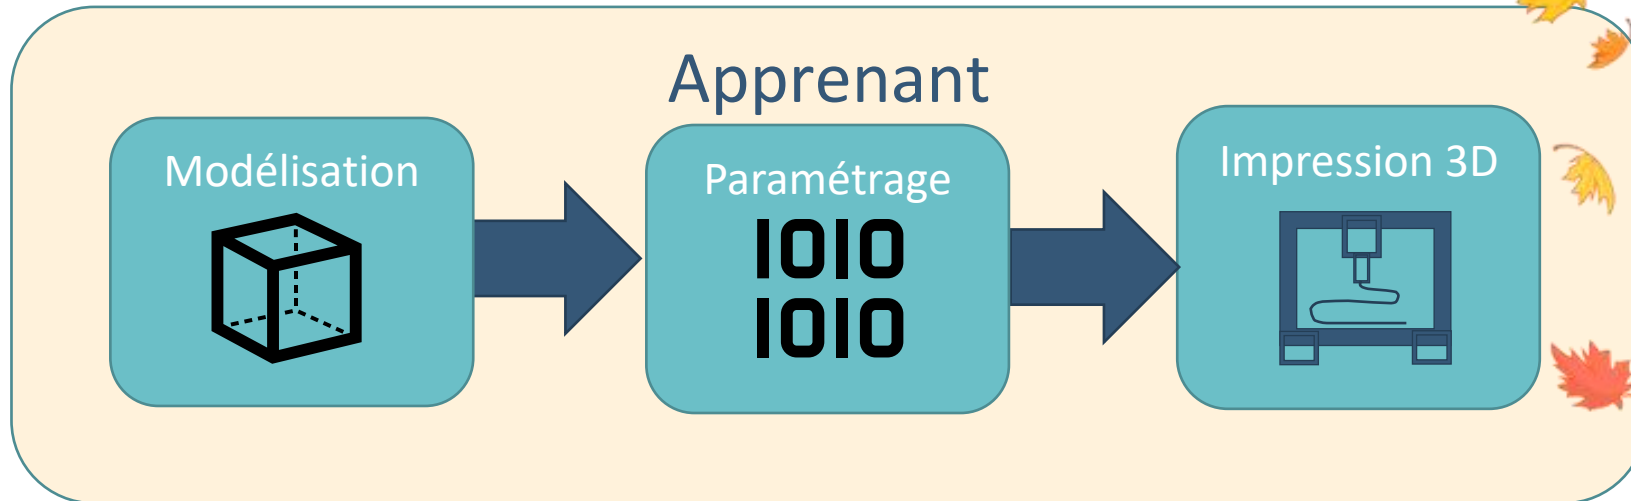 Apprenant
Modélisation
Paramétrage
1010
1010
Impression 3D